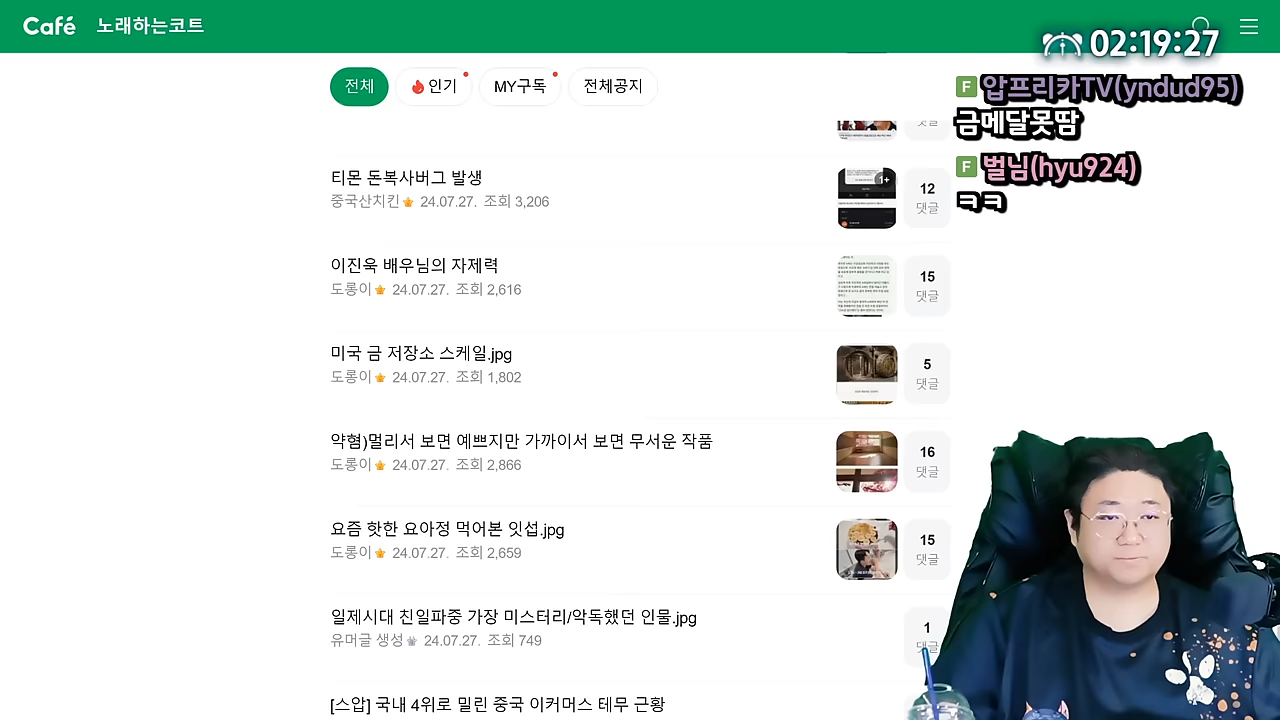 Café 노래하는코트
02:19:27
전체
인기
MY구독
전체공지
F 압프리카TV(yndud95)
금메달못땀
F 벌님(hyu924)
ㅋㅋ
댓글
티몬 돈복사버그 발생
중국산치킨 24.07.27. 조회 3,206
1+
12
댓글
이진욱 배우님의 자제력
도롱이 24.07.27. 조회 2,616
15
댓글
미국 금 저장소 스케일.jpg
도롱이 24.07.27. 조회 1,802
5
댓글
약혐)멀리서 보면 예쁘지만 가까이서 보면 무서운 작품
도롱이 24.07.27. 조회 2,866
16
댓글
요즘 핫한 요아정 먹어본 잇섭.jpg
도롱이 24.07.27. 조회 2,659
15
댓글
일제시대 친일파중 가장 미스터리/악독했던 인물.jpg
유머글 생성 24.07.27. 조회 749
1
댓글
[스압] 국내 4위로 밀린 중국 이커머스 테무 근황